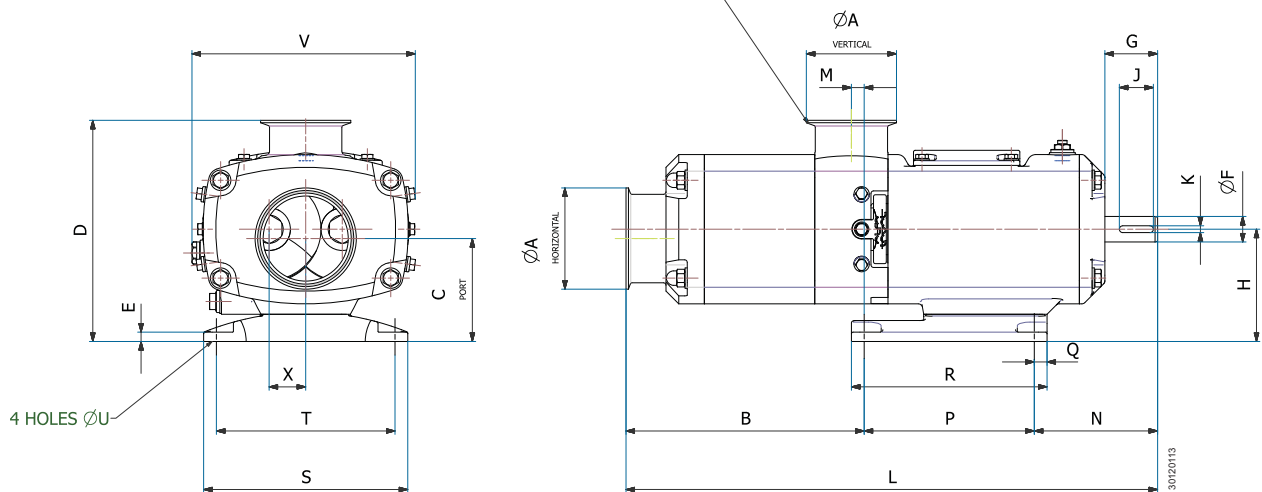 V
ØA
VERTICAL
G
M
J
D
K
ØF
ØA
HORIZONTAL
C
PORT
H
E
X
Q
R
4 HOLES ØU
T
B
P
N
S
L
30120113